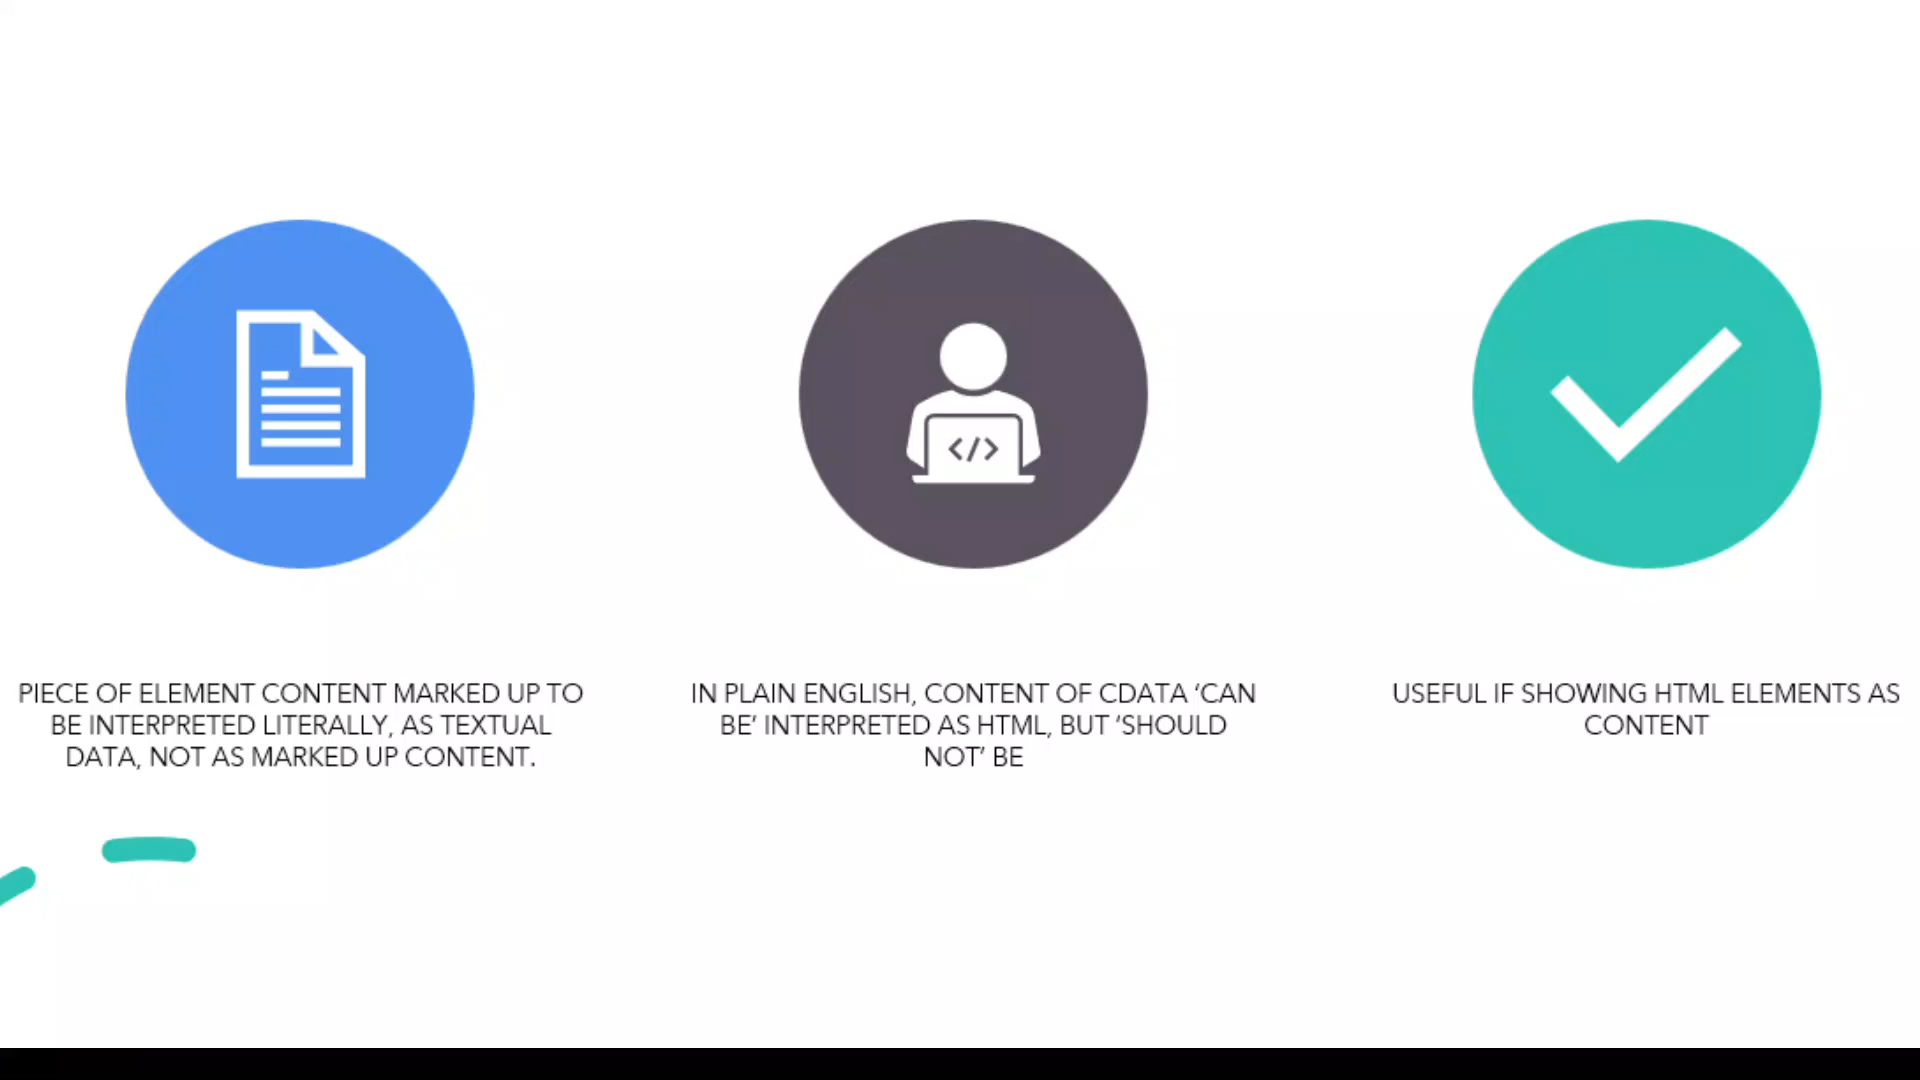 PIECE OF ELEMENT CONTENT MARKED UP TO
BE INTERPRETED LITERALLY, AS TEXTUAL
DATA, NOT AS MARKED UP CONTENT.
IN PLAIN ENGLISH, CONTENT OF CDATA ‘CAN
BE’ INTERPRETED AS HTML, BUT ‘SHOULD
NOT’ BE
USEFUL IF SHOWING HTML ELEMENTS AS
CONTENT